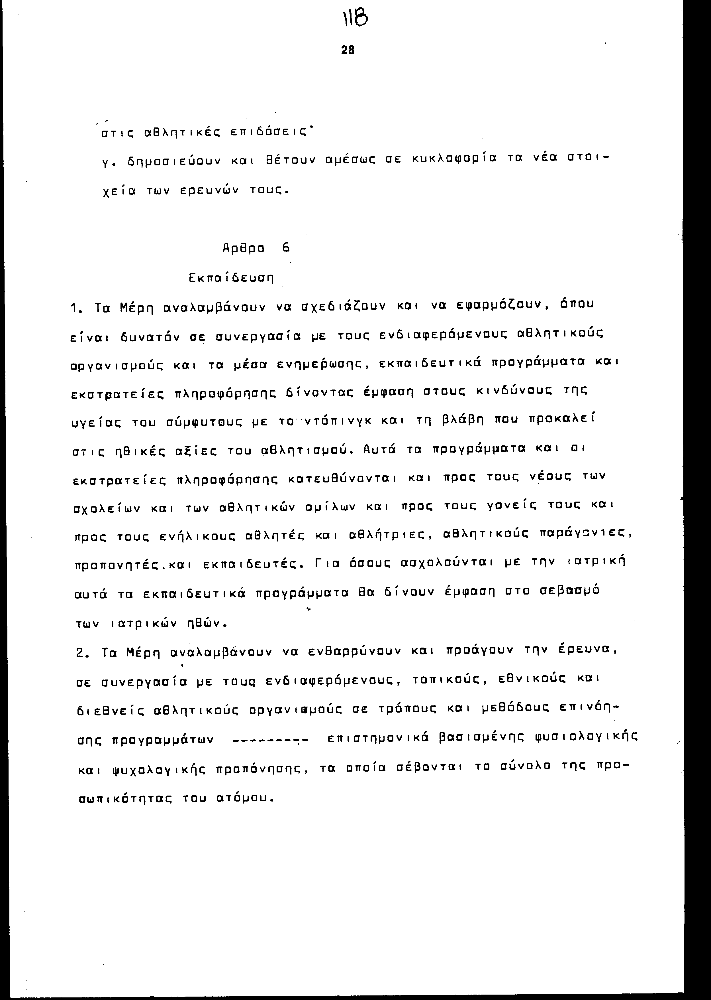 118
28
στις αθλητικές επιδόσεις·
γ. δημοσιεύουν και θέτουν αμέσως σε κυκλοφορία τα νέα στοι-
χεία των ερευνών τους.
Αρθρο 6
Εκπαίδευση
1. Τα Μέρη αναλαμβάνουν να σχεδιάζουν και να εφαρμόζουν, όπου
είναι δυνατόν σε συνεργασία με τους ενδιαφερόμενους αθλητικούς
οργανισμούς και τα μέσα ενημερωσης, εκπαιδευτικά προγράμματα και
εκστρατείες πληροφόρησης δίνοντας έμφαση στους κινδύνους της
υγείας του σύμφυτους με το ντόπινγκ και τη βλάβη που προκαλεί
στις ηθικές αξίες του αθλητισμού. Αυτά τα προγράμματα και οι
εκστρατείες πληροφόρησης κατευθύνονται και προς τους νέους των
σχολείων και των αθλητικών ομίλων και προς τους γονείς τους και
προς τους ενήλικους αθλητές και αθλήτριες, αθλητικούς παράγοντες,
προπονητές.και εκπαιδευτές. Για όσους ασχολούνται με την ιατρική
αυτά τα εκπαιδευτικά προγράμματα θα δίνουν έμφαση στο σεβασμό
των ιατρικών ηθών.
2. Τα Μέρη αναλαμβάνουν να ενθαρρύνουν και προάγουν την έρευνα,
σε συνεργασία με τους ενδιαφερόμενους, τοπικούς, εθνικούς και
διεθνείς αθλητικούς οργανισμούς σε τρόπους και μεθόδους επινόη-
σης προγραμμάτων --------- επιστημονικά βασισμένης φυσιολογικής
και ψυχολογικής προπόνησης, τα οποία σέβονται το σύνολο της προ-
σωπικότητας του ατόμου.